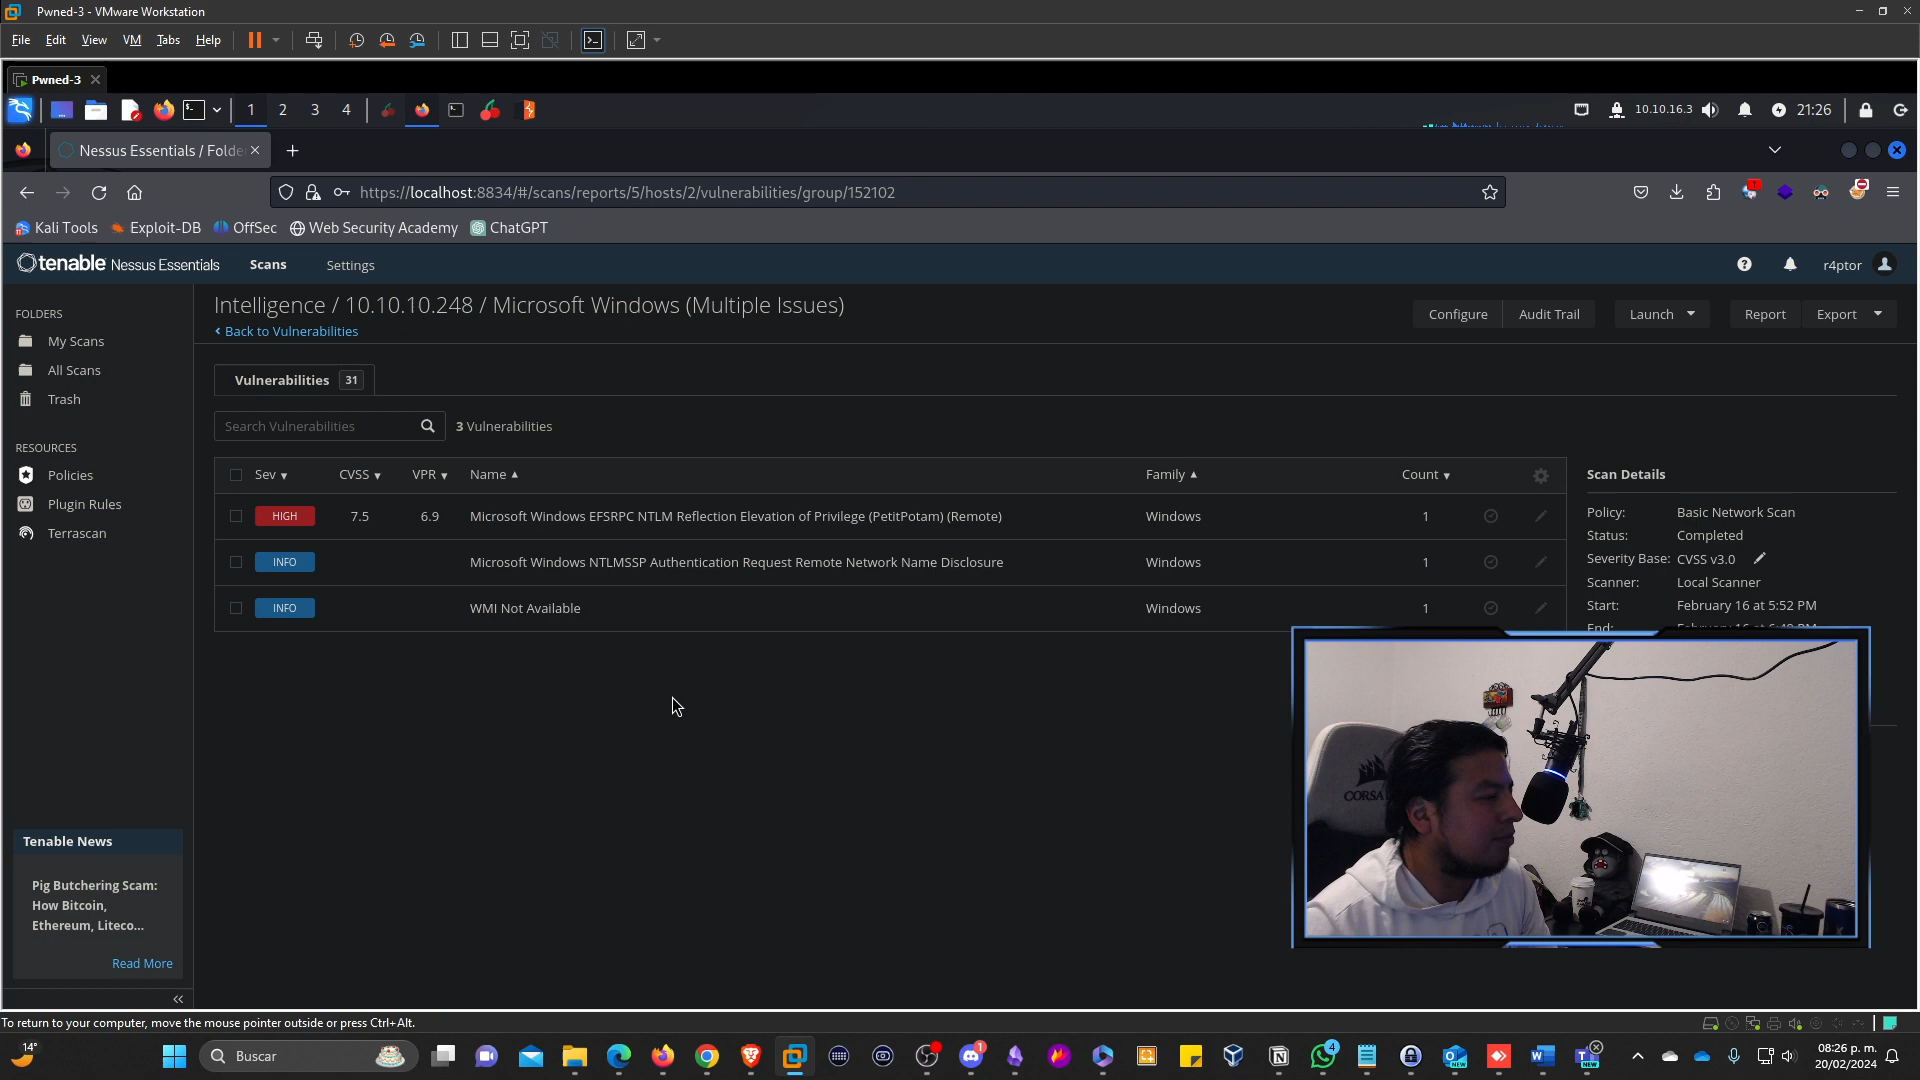 Pwned-3 - VMware Workstation
File Edit View VM Tabs Help
Pwned-3
1 2 3 4 10.10.16.3 21:26
Nessus Essentials / Folde
https://localhost:8834/#/scans/reports/5/hosts/2/vulnerabilities/group/152102
Kali Tools Exploit-DB OffSec Web Security Academy ChatGPT
tenable Nessus Essentials Scans Settings r4ptor
FOLDERS
My Scans
All Scans
Trash
RESOURCES
Policies
Plugin Rules
Terrascan
Tenable News
Pig Butchering Scam:
How Bitcoin,
Ethereum, Liteco...
Read More
Intelligence / 10.10.10.248 / Microsoft Windows (Multiple Issues)
Back to Vulnerabilities
Configure Audit Trail Launch Report Export
Vulnerabilities 31
Search Vulnerabilities 3 Vulnerabilities
Sev CVSS VPR Name Family Count
HIGH 7.5 6.9 Microsoft Windows EFSRPC NTLM Reflection Elevation of Privilege (PetitPotam) (Remote) Windows 1
INFO Microsoft Windows NTLMSSP Authentication Request Remote Network Name Disclosure Windows 1
INFO WMI Not Available Windows 1
Scan Details
Policy: Basic Network Scan
Status: Completed
Severity Base: CVSS v3.0
Scanner: Local Scanner
Start: February 16 at 5:52 PM
End:
CORSA
To return to your computer, move the mouse pointer outside or press Ctrl+Alt.
14°
Buscar
1
4
NEW
NEW
08:26 p. m.
20/02/2024